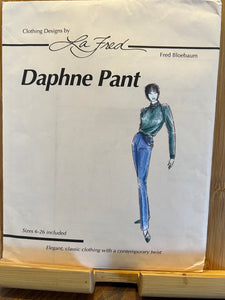 Clothing Designs by
La Fred
Fred Bloebaum
Daphne Pant
Sizes 6-26 included
Elegant, classic clothing with a contemporary twist